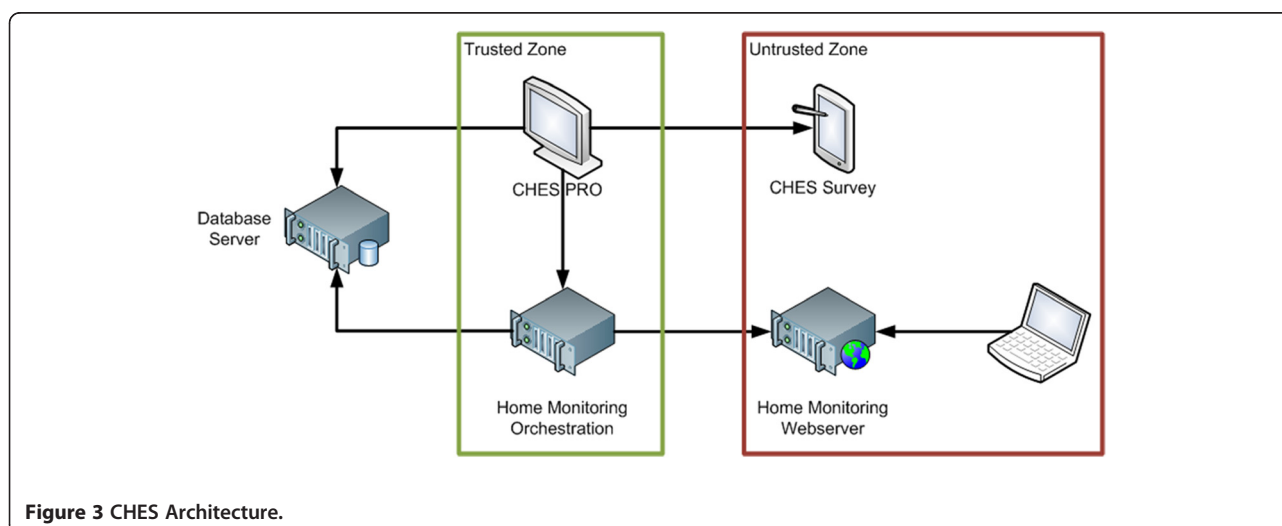 Trusted Zone
Untrusted Zone
CHES PRO
CHES Survey
Database
Server
Home Monitoring
Orchestration
Home Monitoring
Webserver
Figure 3 CHES Architecture.